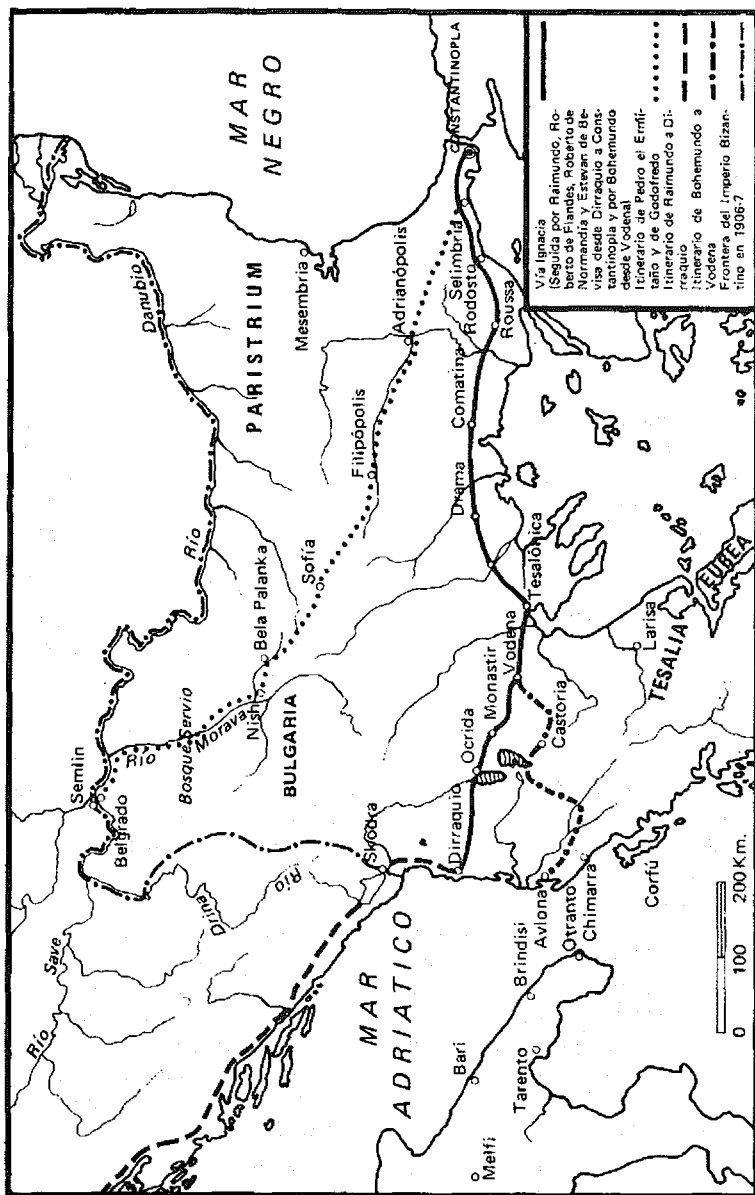 MAR
NEGRO
CONSTANTINOPLA
Danubio
Río
PARISTRIUM
Mesembria
Adrianópolis
Selimbria
Rodosto
Roussa
Comatina
Filipópolis
Drama
Sofía
Bela Palanka
Nish
Morava
Río
Bosque Servio
BULGARIA
Semlin
Belgrado
Río
Save
Drina
Río
Skodka
Dirraquio
Ocrida
Monastir
Vodena
Tesalónica
Castoria
Larisa
TESALIA
EUBEA
Avlona
Chimarra
Corfú
MAR
ADRIATICO
Otranto
Brindisi
Bari
Tarento
Melfi
0 100 200 Km.
Vía Ignacia
(Seguida por Raimundo, Ro-
berto de Flandes, Roberto de
Normandía y Estevan de Be-
visa desde Dirraquio a Cons-
tantinopla y por Bohemundo
desde Vodena)
Itinerario de Pedro el Ermi-
taño y de Godofredo
Itinerario de Raimundo a Di-
rraquio
Itinerario de Bohemundo a
Vodena
Frontera del Imperio Bizan-
tino en 1906-7